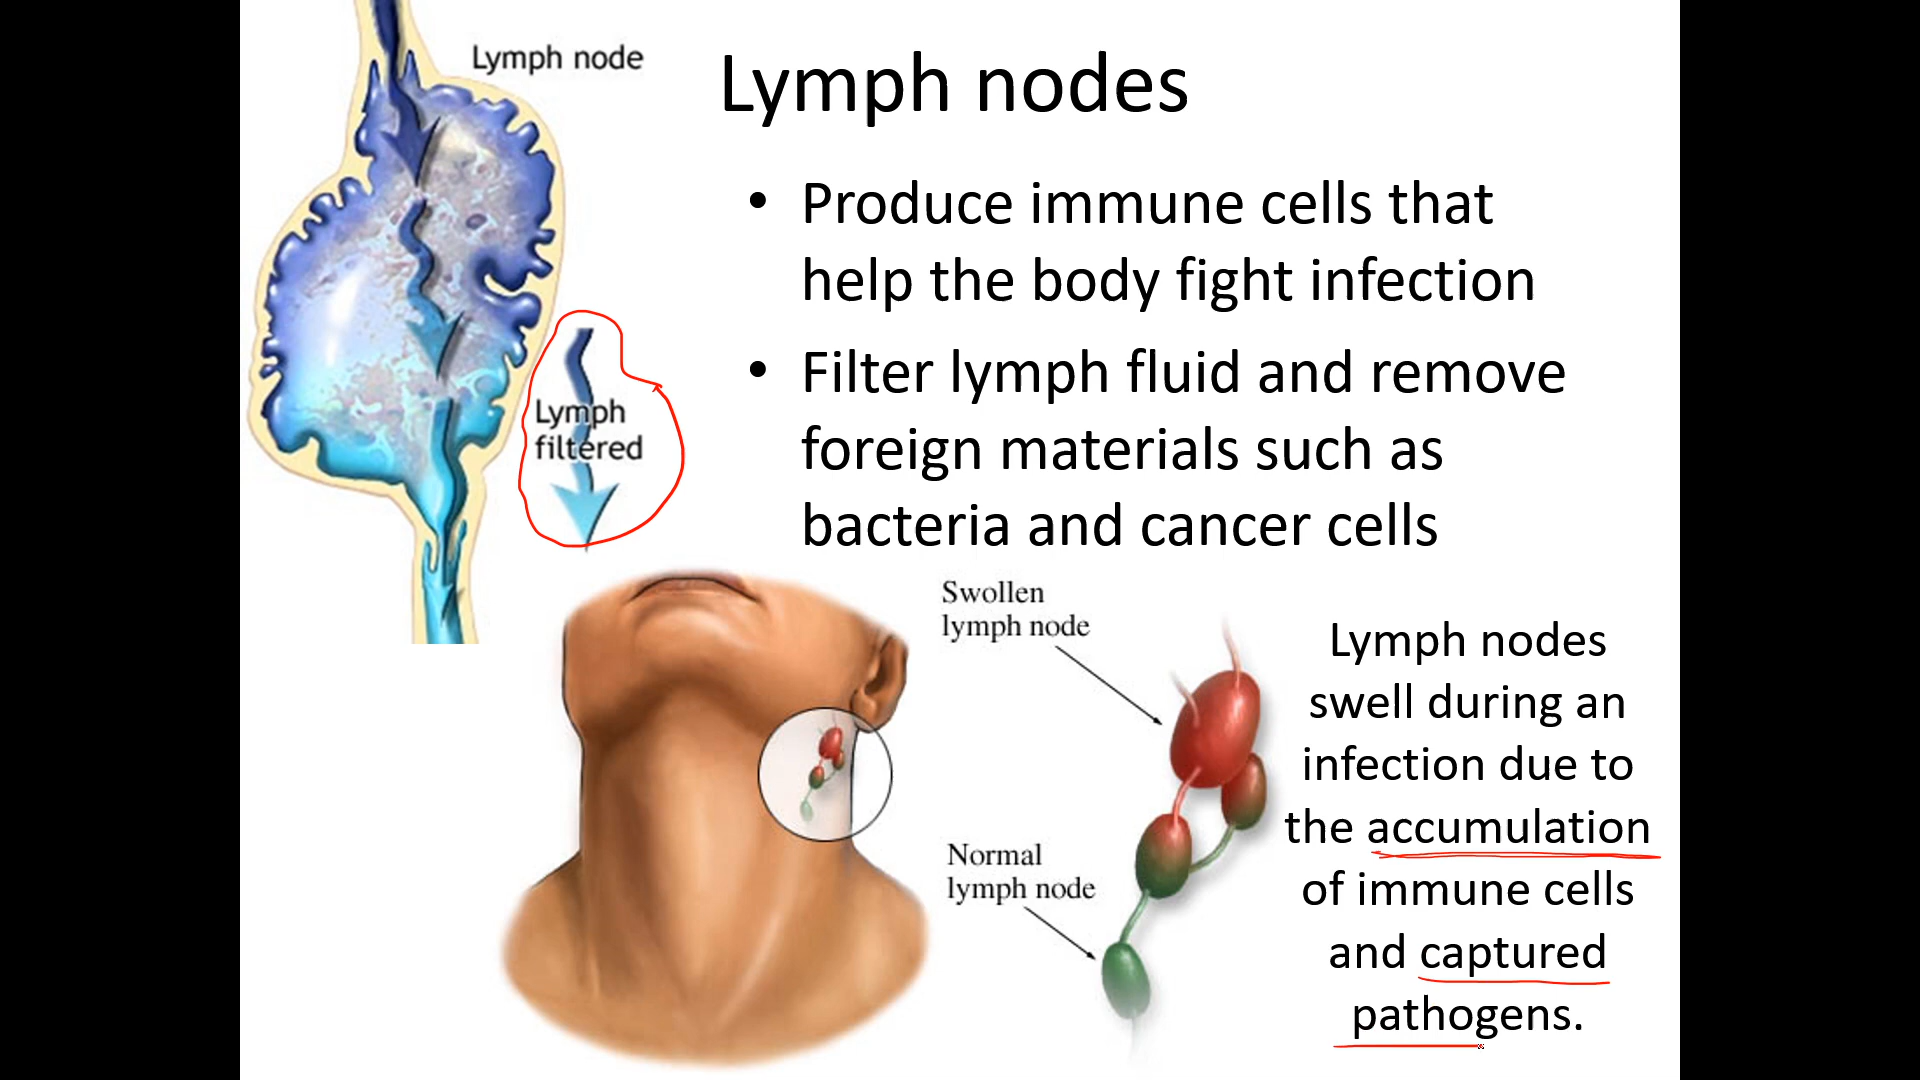 Lymph node
Lymph nodes
• Produce immune cells that
help the body fight infection
• Filter lymph fluid and remove
foreign materials such as
bacteria and cancer cells
Lymph
filtered
Swollen
lymph node
Normal
lymph node
Lymph nodes
swell during an
infection due to
the accumulation
of immune cells
and captured
pathogens.